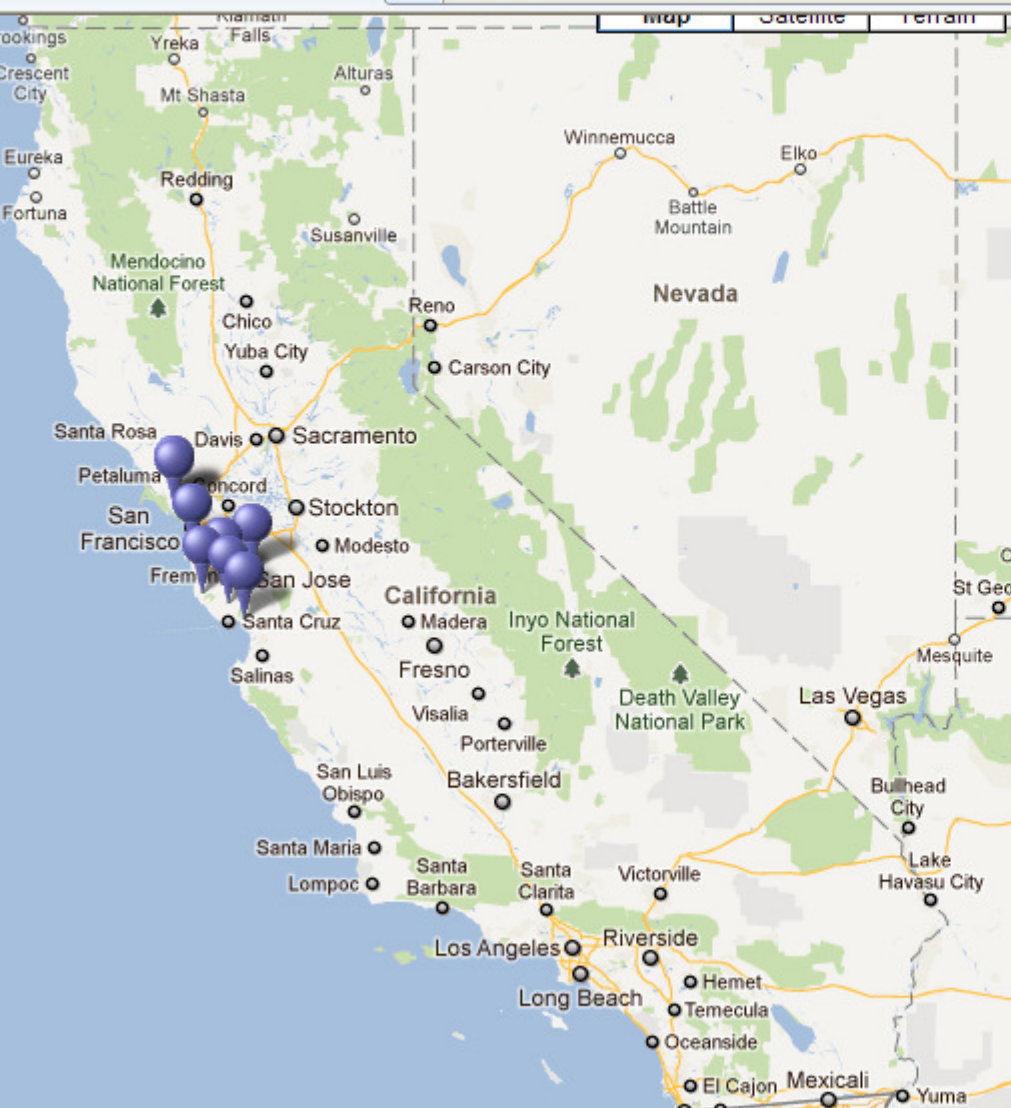 Map
Satellite
Terrain
Klamath
Falls
Yreka
Crescent
City
Alturas
Mt Shasta
Winnemucca
Elko
Eureka
Redding
Battle
Mountain
Fortuna
Susanville
Mendocino
National Forest
Nevada
Reno
Chico
Yuba City
Carson City
Santa Rosa
Davis
Sacramento
Petaluma
Concord
San
Francisco
Stockton
Modesto
San Jose
California
St Geo
Santa Cruz
Madera
Inyo National
Forest
Mesquite
Salinas
Fresno
Death Valley
National Park
Las Vegas
Visalia
Porterville
San Luis
Obispo
Bakersfield
Bullhead
City
Santa Maria
Lompoc
Santa
Barbara
Santa
Clarita
Victorville
Lake
Havasu City
Los Angeles
Riverside
Long Beach
Hemet
Temecula
Oceanside
El Cajon
Mexicali
Yuma